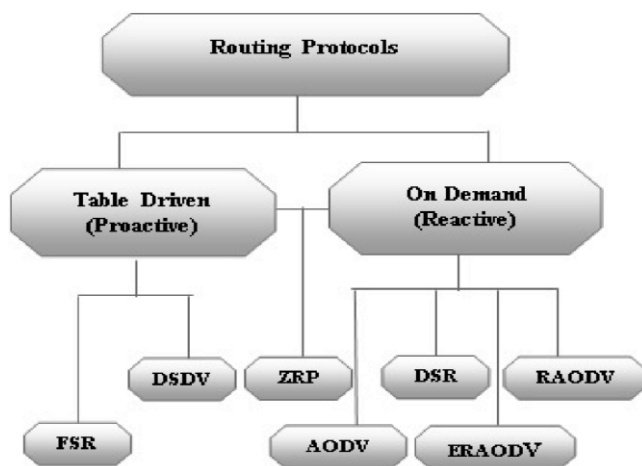 Routing Protocols
Table Driven
(Proactive)
On Demand
(Reactive)
DSDV
ZRP
DSR
RAODV
FSR
AODV
ERAODV